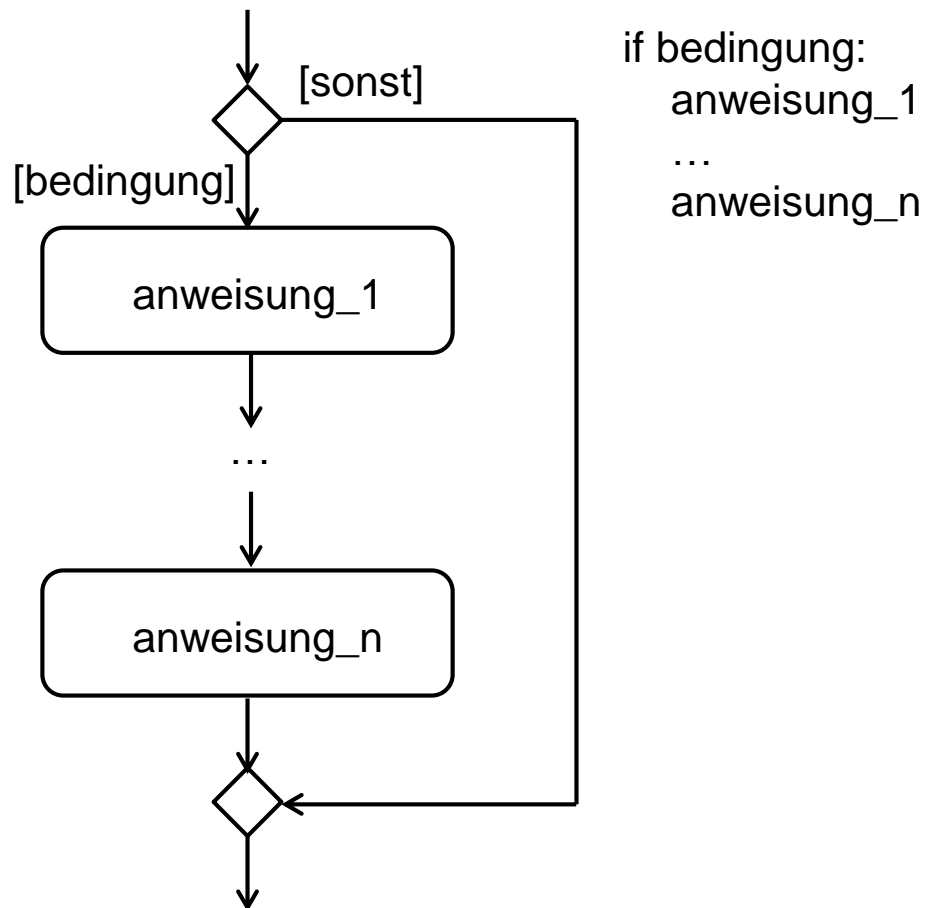 [sonst]
[bedingung]
anweisung_1
…
anweisung_n
if bedingung:
anweisung_1
…
anweisung_n